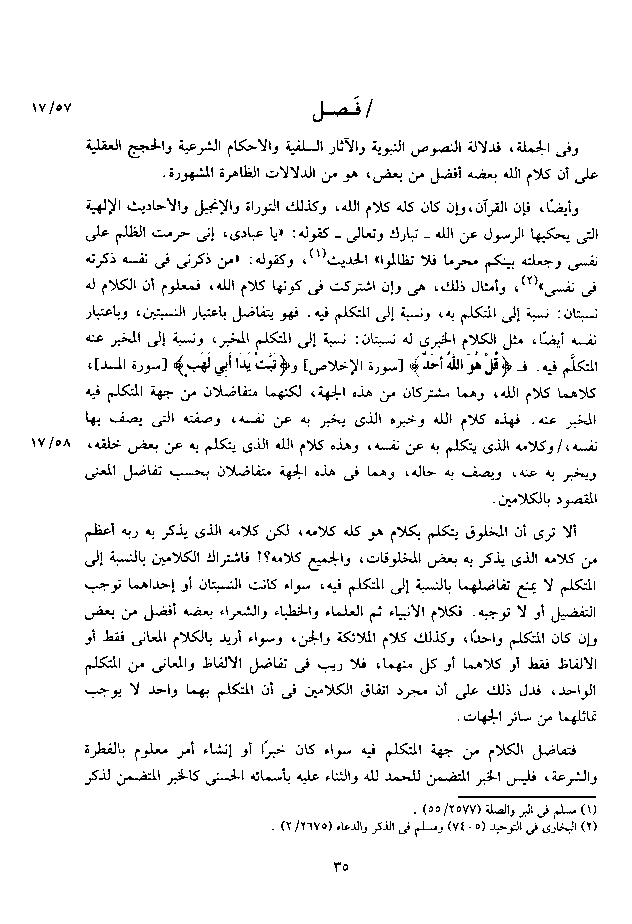 ١٧/٥٧
/ فَصــل
وفى الجملة، فدلالة النصوص النبوية والآثار السلفية والأحكام الشرعية والحجج العقلية
على أن كلام الله بعضه أفضل من بعض، هو من الدلالات الظاهرة المشهورة.
وأيضًا، فإن القرآن، وإن كان كله كلام الله، وكذلك التوراة والإنجيل والأحاديث الإلهية
التى يحكيها الرسول عن الله ـ تبارك وتعالى ـ كقوله: «يا عبادى، إنى حرمت الظلم على
نفسى وجعلته بينكم محرما فلا تظالموا» الحديث(١)، وكقوله: «من ذكرنى فى نفسه ذكرته
فى نفسى»(٢)، وأمثال ذلك، هى وإن اشتركت فى كونها كلام الله، فمعلوم أن الكلام له
نسبتان: نسبة إلى المتكلم به، ونسبة إلى المتكلم فيه. فهو يتفاضل باعتبار النسبتين، وباعتبار
نفسه أيضًا، مثل الكلام الخبرى له نسبتان: نسبة إلى المتكلم المخبر، ونسبة إلى المخبر عنه
المتكلَّم فيه. فـ ﴿قُلْ هُوَ اللَّهُ أَحَدٌ﴾ [سورة الإخلاص] و﴿تَبَّتْ يَدَا أَبِي لَهَبٍ﴾ [سورة المسد]،
كلاهما كلام الله، وهما مشتركان من هذه الجهة، لكنهما متفاضلان من جهة المتكلم فيه
المخبر عنه. فهذه كلام الله وخبره الذى يخبر به عن نفسه، وصفته التى يصف بها
نفسه،/ وكلامه الذى يتكلم به عن نفسه، وهذه كلام الله الذى يتكلم به عن بعض خلقه،
١٧/٥٨
ويخبر به عنه، ويصف به حاله، وهما فى هذه الجهة متفاضلان بحسب تفاضل المعنى
المقصود بالكلامين.
ألا ترى أن المخلوق يتكلم بكلام هو كله كلامه، لكن كلامه الذى يذكر به ربه أعظم
من كلامه الذى يذكر به بعض المخلوقات، والجميع كلامه؟! فاشتراك الكلامين بالنسبة إلى
المتكلم لا يمنع تفاضلهما بالنسبة إلى المتكلم فيه، سواء كانت النسبتان أو إحداهما توجب
التفضيل أو لا توجبه. فكلام الأنبياء ثم العلماء والخطباء والشعراء بعضه أفضل من بعض
وإن كان المتكلم واحدًا، وكذلك كلام الملائكة والجن، وسواء أريد بالكلام المعانى فقط أو
الألفاظ فقط أو كلاهما أو كل منهما، فلا ريب فى تفاضل الألفاظ والمعانى من المتكلم
الواحد، فدل ذلك على أن مجرد اتفاق الكلامين فى أن المتكلم بهما واحد لا يوجب
تماثلهما من سائر الجهات.
فتفاضل الكلام من جهة المتكلم فيه سواء كان خبرًا أو إنشاء أمر معلوم بالفطرة
والشرعة، فليس الخبر المتضمن للحمد لله والثناء عليه بأسمائه الحسنى كالخبر المتضمن لذكر
(١) مسلم فى البر والصلة (٥٥/٢٥٧٧) .
(٢) البخارى فى التوحيد (٧٤٠٥) ومسلم فى الذكر والدعاء (٢/٢٦٧٥) .
٣٥